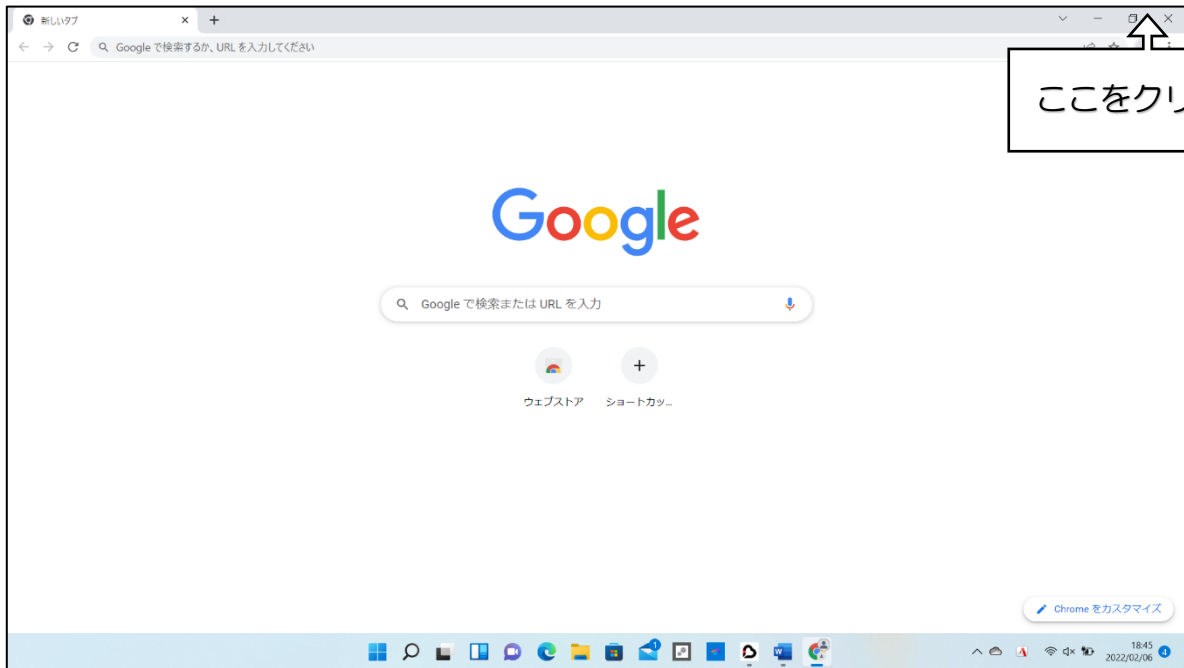 新しいタブ
Google で検索するか、URL を入力してください
ここをクリ
Google
Google で検索または URL を入力
ウェブストア
ショートカッ...
Chrome をカスタマイズ
1
A
18:45
2022/02/06
4